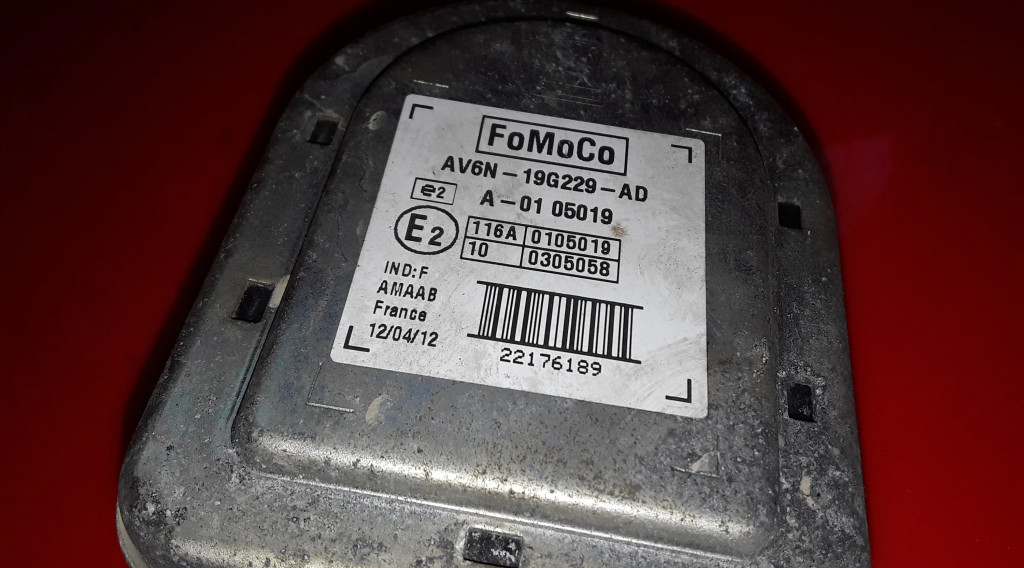 FoMoCo
AV6N-19G229-AD
e2 A-01 05019
E2 116A 0105019
10 0305058
IND:F
AMAAB
France
12/04/12
22176189